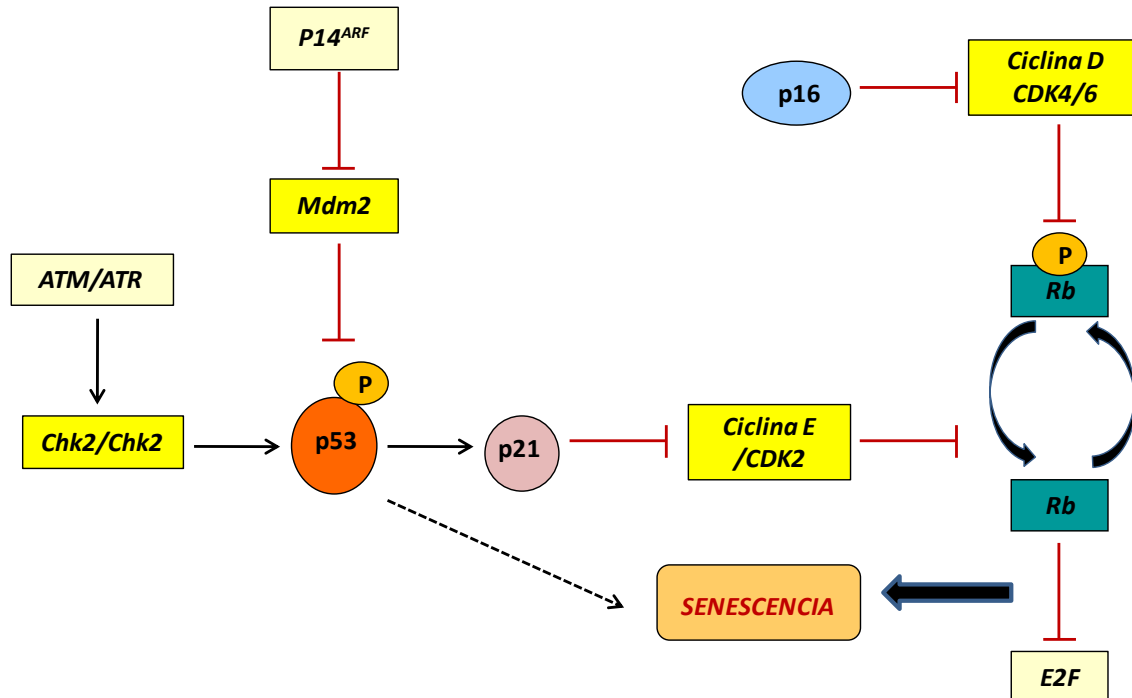 P14ARF
Ciclina D
CDK4/6
p16
Mdm2
ATM/ATR
P
Rb
P
Chk2/Chk2
p53
p21
Ciclina E
/CDK2
Rb
SENESCENCIA
E2F